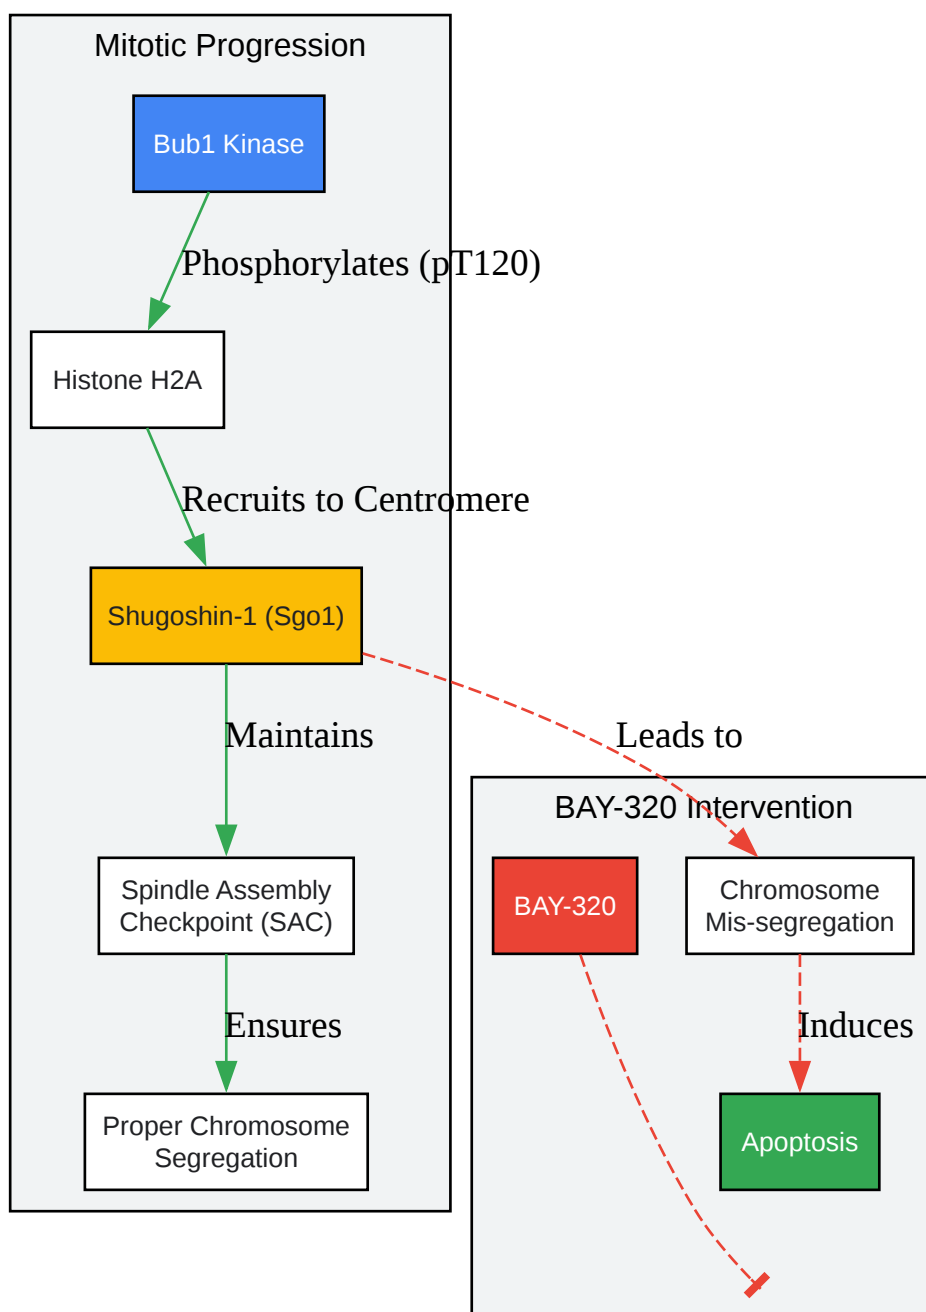 Mitotic Progression
Bub1 Kinase
Phosphorylates (pT120)
Histone H2A
Recruits to Centromere
Shugoshin-1 (Sgo1)
Maintains
Leads to
Spindle Assembly
Checkpoint (SAC)
Ensures
Proper Chromosome
Segregation
BAY-320 Intervention
BAY-320
Chromosome
Mis-segregation
Induces
Apoptosis